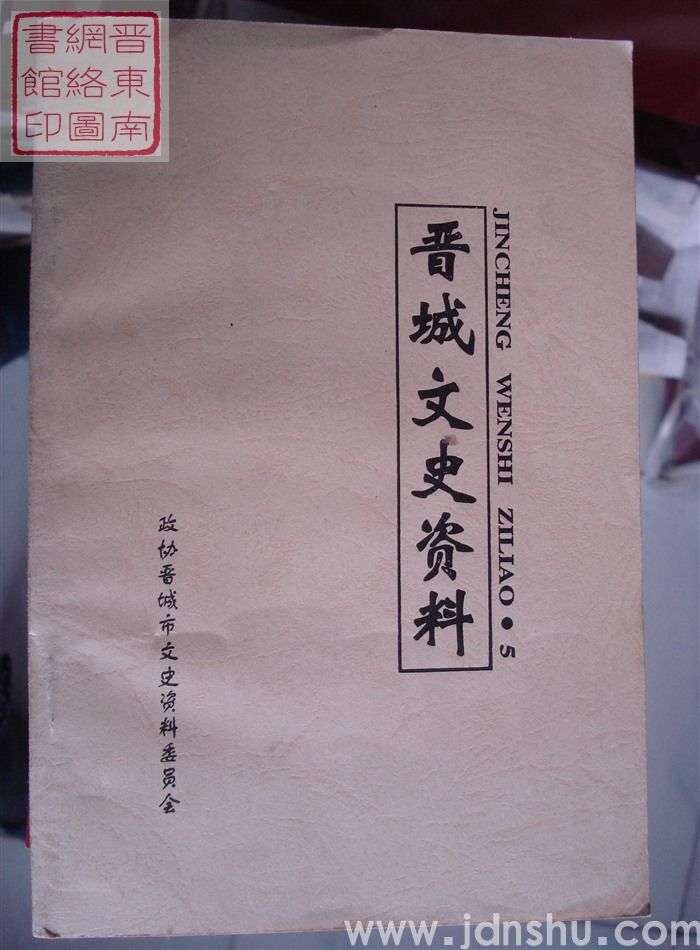 晋東南
網絡圖
書館印
JINCHENG WENSHI ZILIAO • 5
晋城文史资料
政协晋城市文史资料委员会
www.jdnshu.com